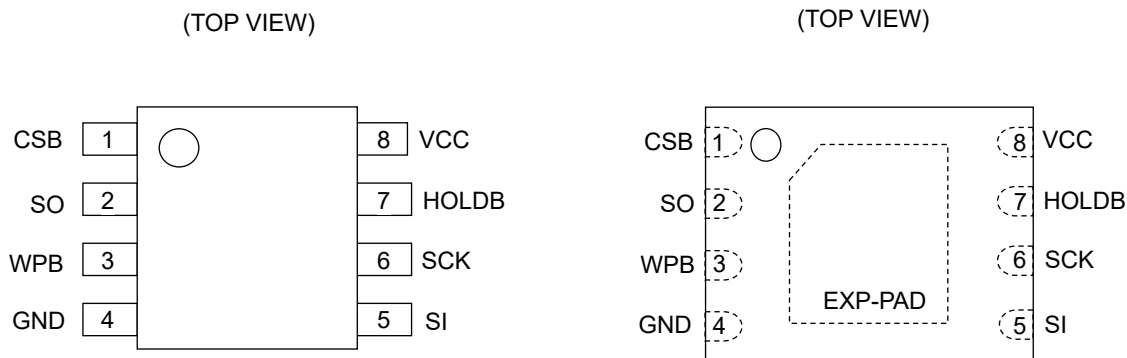 (TOP VIEW)
CSB 1 8 VCC
SO 2 7 HOLDB
WPB 3 6 SCK
GND 4 5 SI
(TOP VIEW)
CSB 1 8 VCC
SO 2 7 HOLDB
WPB 3 6 SCK
EXP-PAD
GND 4 5 SI